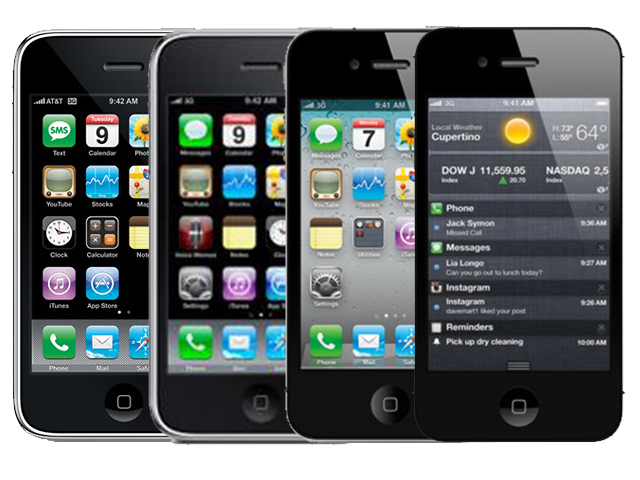 AT&T 3G 9:42 AM
SMS
Tuesday
9
Text
Calendar
Phot
YouTube
Stocks
Map
Clock
Calculator
Note
iTunes
App Store
Phone
Mail
Safa
3G 9:42 AM
Tuesday
9
Messages
Calendar
YouTube
Stocks
Voice Memos
Notes
Settings
iTunes
Phone
3G 9:41 AM
Monday
7
Messages
Calendar
YouTube
Stocks
Map
Notes
Utilities
iTu
Settings
Phone
Mail
Safa
3G 9:41 AM
Local Weather
Cupertino
H: 73°
L: 55°
64°
DOW J 11,559.95
Index
20.70
NASDAQ 2,5
Index
Phone
Jack Symon
Missed Call
9:36 AM
Messages
Lia Longo
Can you go out to lunch today?
9:27 AM
Instagram
Instagram
davemart1 liked your post
9:26 AM
Reminders
Pick up dry cleaning
10:00 AM